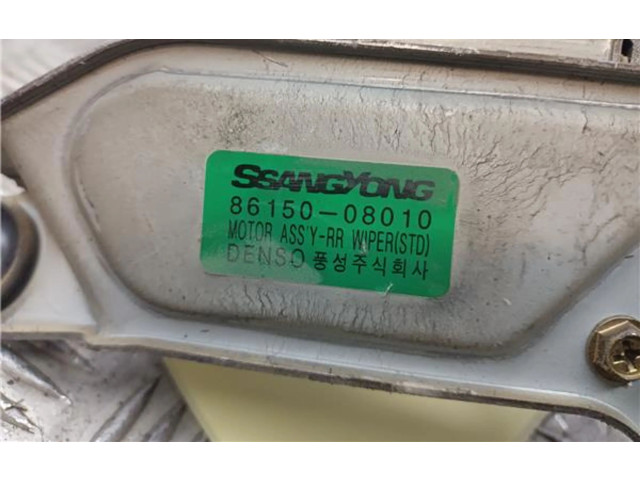 SSANGYONG
86150-08010
MOTOR ASS'Y-RR WIPER(STD)
DENSO 풍성주식회사